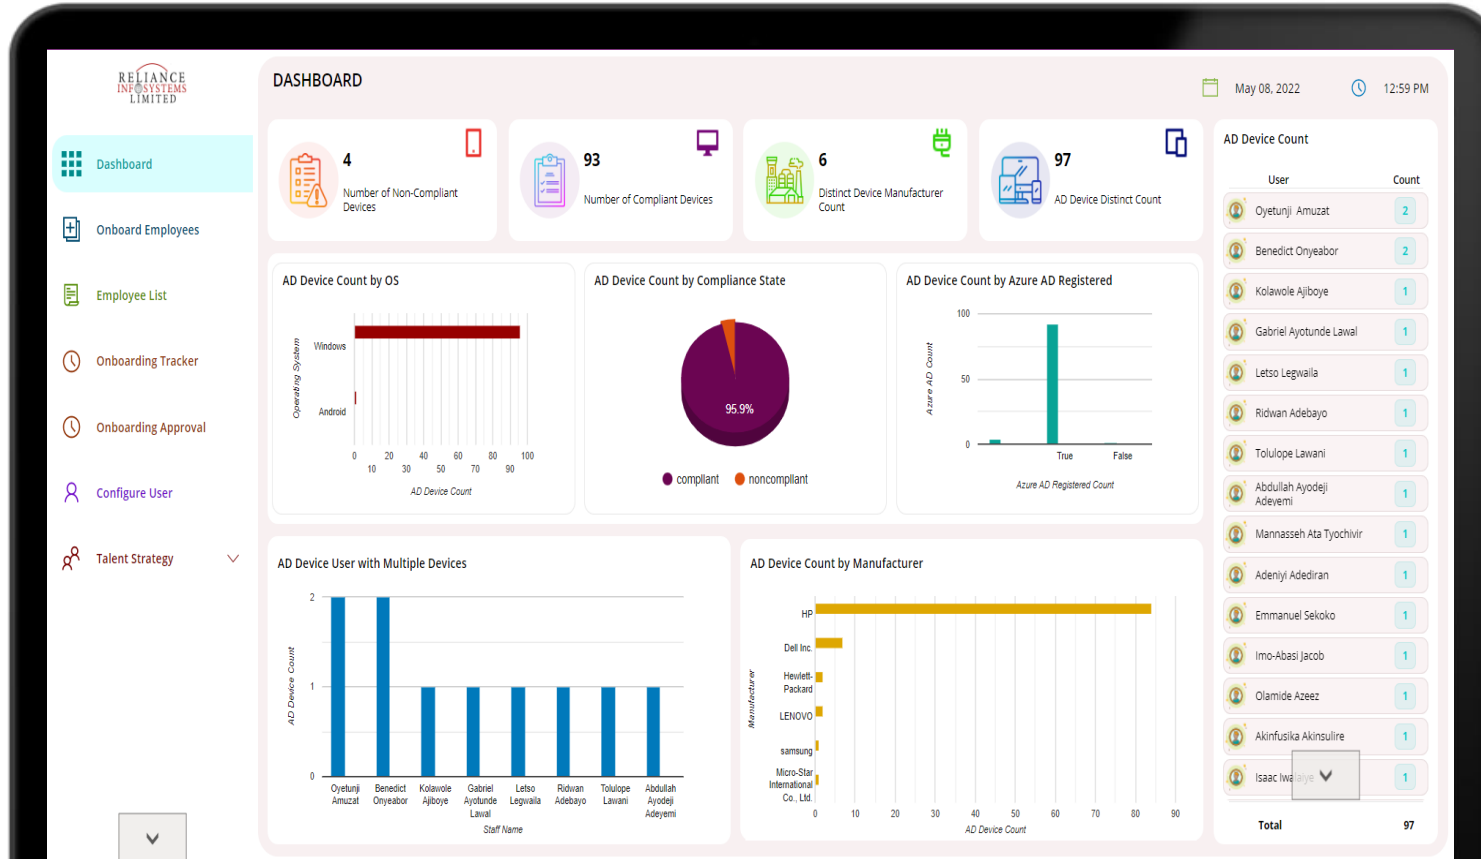 RELIANCE
INFOSYSTEMS
LIMITED
Dashboard
Onboard Employees
Employee List
Onboarding Tracker
Onboarding Approval
Configure User
Talent Strategy
DASHBOARD
May 08, 2022
12:59 PM
4
Number of Non-Compliant
Devices
93
Number of Compliant Devices
6
Distinct Device Manufacturer
Count
97
AD Device Distinct Count
AD Device Count by OS
Operating System
Windows
Android
0 20 40 60 80 100
10 30 50 70 90
AD Device Count
AD Device Count by Compliance State
95.9%
compliant noncompliant
AD Device Count by Azure AD Registered
Azure AD Count
100
50
0
True False
Azure AD Registered Count
AD Device User with Multiple Devices
AD Device Count
2
1
0
Oyetunji
Amuzat
Benedict
Onyeabor
Kolawole
Ajiboye
Gabriel
Ayotunde
Lawal
Letso
Legwaila
Ridwan
Adebayo
Tolulope
Lawani
Abdullah
Ayodeji
Adeyemi
Staff Name
AD Device Count by Manufacturer
Manufacturer
HP
Dell Inc.
Hewlett-
Packard
LENOVO
samsung
Micro-Star
International
Co., Ltd.
0 10 20 30 40 50 60 70 80 90
AD Device Count
AD Device Count
User Count
Oyetunji Amuzat 2
Benedict Onyeabor 2
Kolawole Ajiboye 1
Gabriel Ayotunde Lawal 1
Letso Legwaila 1
Ridwan Adebayo 1
Tolulope Lawani 1
Abdullah Ayodeji
Adeyemi 1
Mannasseh Ata Tyochivir 1
Adeniyi Adediran 1
Emmanuel Sekoko 1
Imo-Abasi Jacob 1
Olamide Azeez 1
Akinfusika Akinsulire 1
Isaac Iwalaiye 1
Total 97